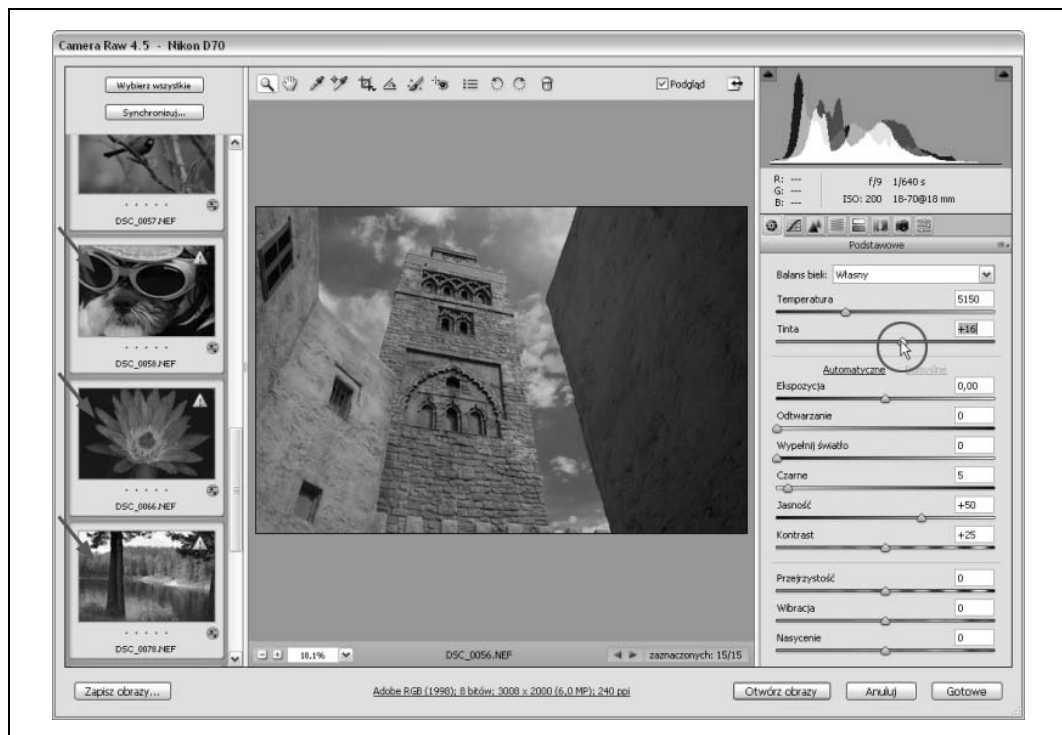 Camera Raw 4.5 - Nikon D70
Wybierz wszystkie
Synchronizuj...
DSC_0057.NEF
DSC_0058.NEF
DSC_0066.NEF
DSC_0078.NEF
Podgląd
18.1%
DSC_0056.NEF
zaznaczonych: 15/15
R: ---
G: ---
B: ---
f/9 1/640 s
ISO: 200 18-70@18 mm
Podstawowe
Balans bieli: Własny
Temperatura 5150
Tinta +16
Automatyczne Domyślne
Ekspozycja 0,00
Odtwarzanie 0
Wypełnij światło 0
Czarne 5
Jasność +50
Kontrast +25
Przejrzystość 0
Wibracja 0
Nasycenie 0
Zapisz obrazy...
Adobe RGB (1998); 8 bitów; 3008 x 2000 (6,0 MP); 240 ppi
Otwórz obrazy
Anuluj
Gotowe